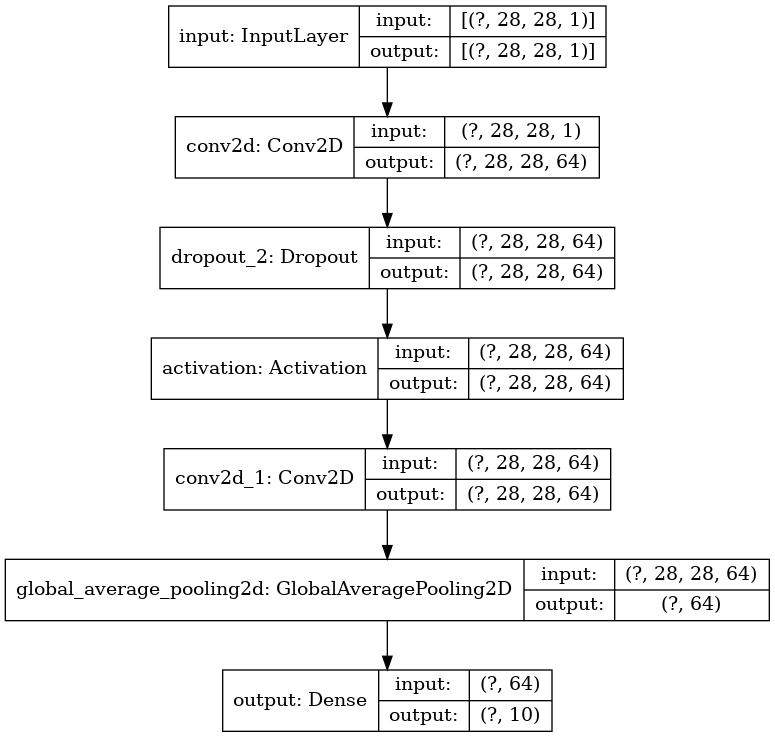 input: InputLayer input: [(?, 28, 28, 1)]
output: [(?, 28, 28, 1)]
conv2d: Conv2D input: (?, 28, 28, 1)
output: (?, 28, 28, 64)
dropout_2: Dropout input: (?, 28, 28, 64)
output: (?, 28, 28, 64)
activation: Activation input: (?, 28, 28, 64)
output: (?, 28, 28, 64)
conv2d_1: Conv2D input: (?, 28, 28, 64)
output: (?, 28, 28, 64)
global_average_pooling2d: GlobalAveragePooling2D input: (?, 28, 28, 64)
output: (?, 64)
output: Dense input: (?, 64)
output: (?, 10)